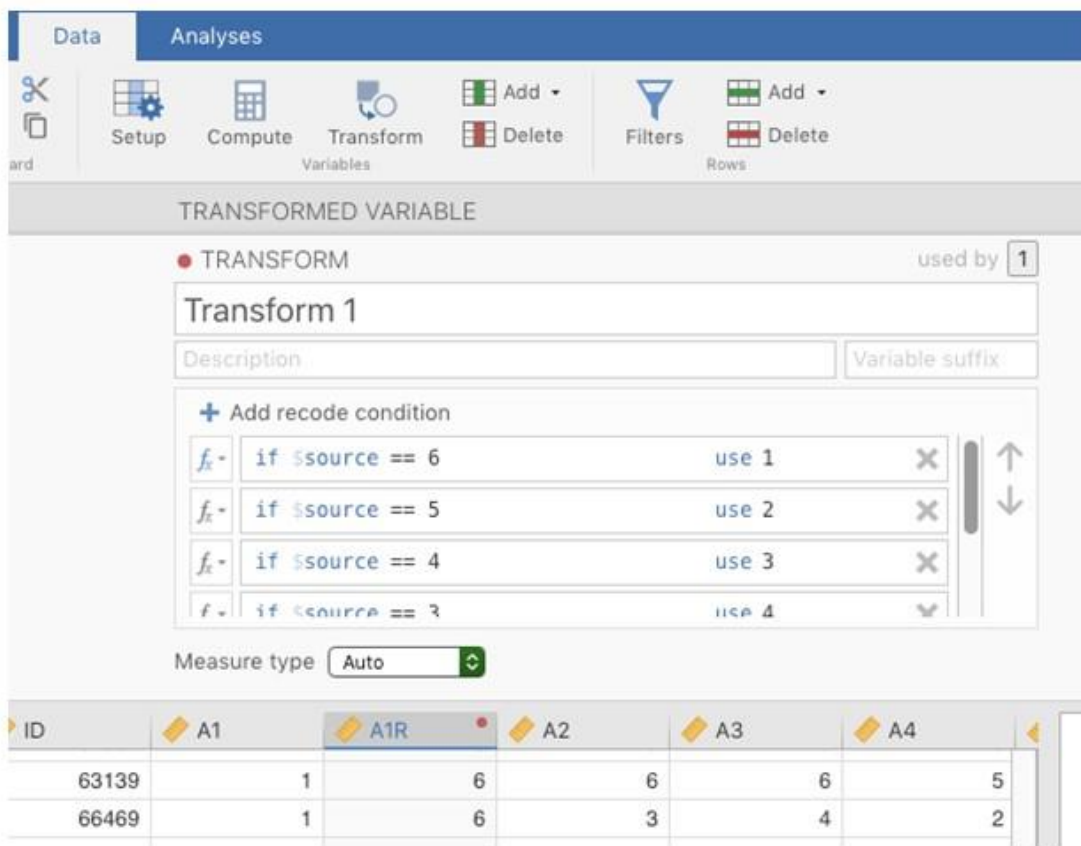 Data Analyses
Setup Compute Transform Add Delete Filters Add Delete
ard Variables Rows
TRANSFORMED VARIABLE
TRANSFORM used by 1
Transform 1
Description Variable suffix
+ Add recode condition
fx if $source == 6 use 1
fx if $source == 5 use 2
fx if $source == 4 use 3
if $source == 3 use 4
Measure type Auto
ID A1 A1R A2 A3 A4
63139 1 6 6 6 5
66469 1 6 3 4 2